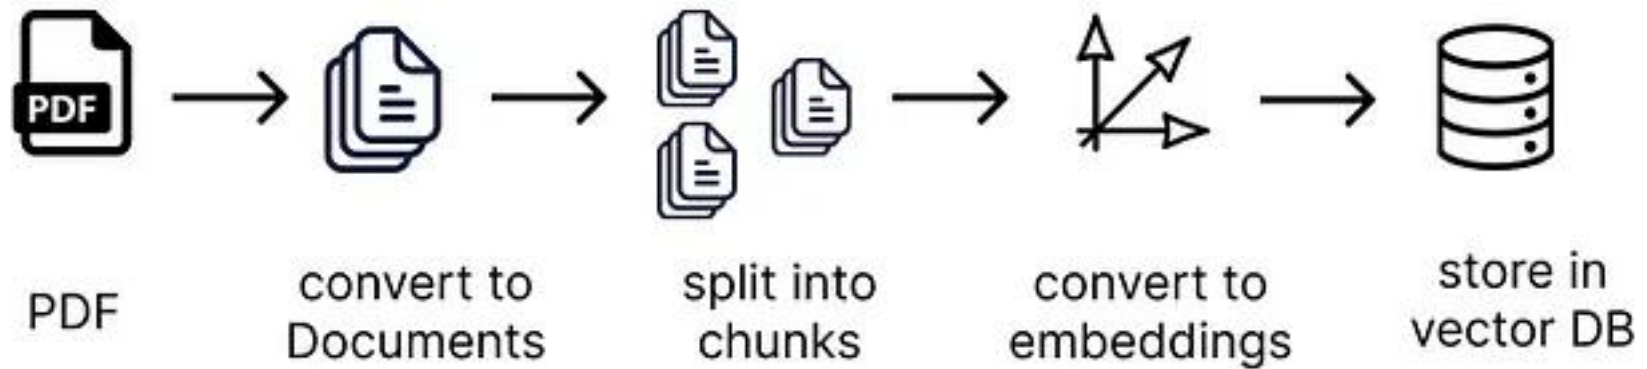 PDF
PDF
convert to
Documents
split into
chunks
convert to
embeddings
store in
vector DB